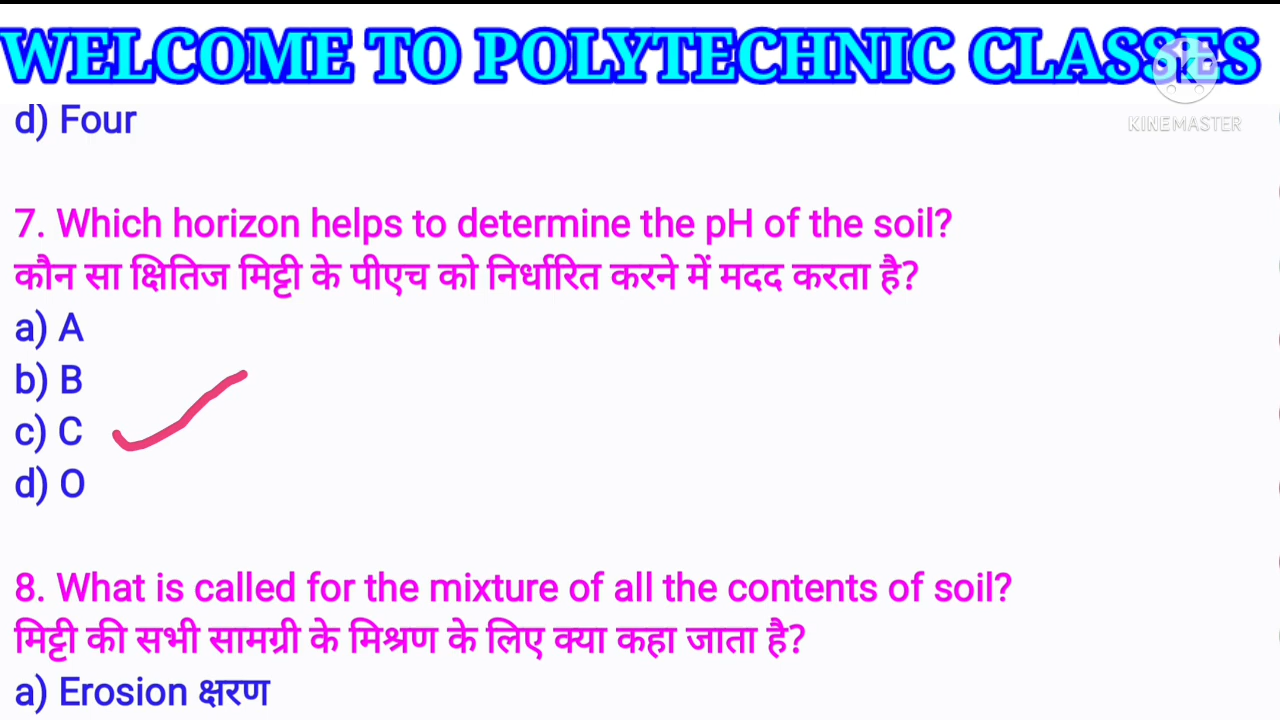 WELCOME TO POLYTECHNIC CLASSES
KINEMASTER
d) Four
7. Which horizon helps to determine the pH of the soil?
कौन सा क्षितिज मिट्टी के पीएच को निर्धारित करने में मदद करता है?
a) A
b) B
c) C
d) O
8. What is called for the mixture of all the contents of soil?
मिट्टी की सभी सामग्री के मिश्रण के लिए क्या कहा जाता है?
a) Erosion क्षरण